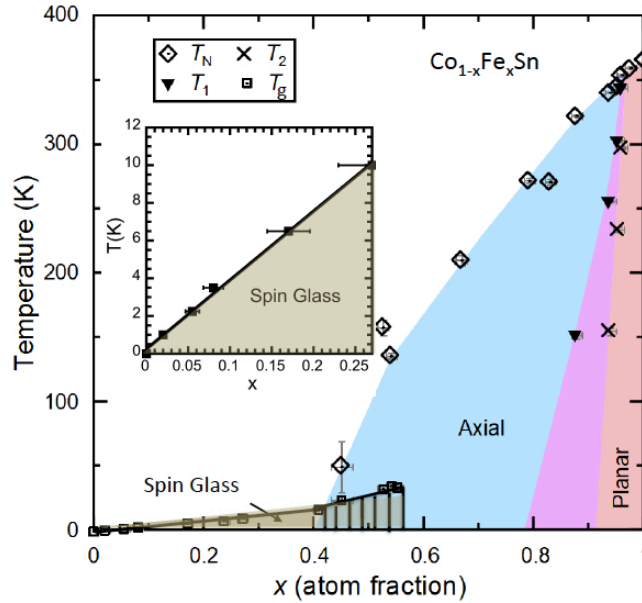 Co₁₋ₓFeₓSn
T_N T₂
T₁ T_g
Temperature (K)
400
300
200
100
0
0 0.2 0.4 0.6 0.8 1
x (atom fraction)
T(K)
12
10
8
6
4
2
0
0 0.05 0.1 0.15 0.2 0.25
x
Spin Glass
Spin Glass
Axial
Planar